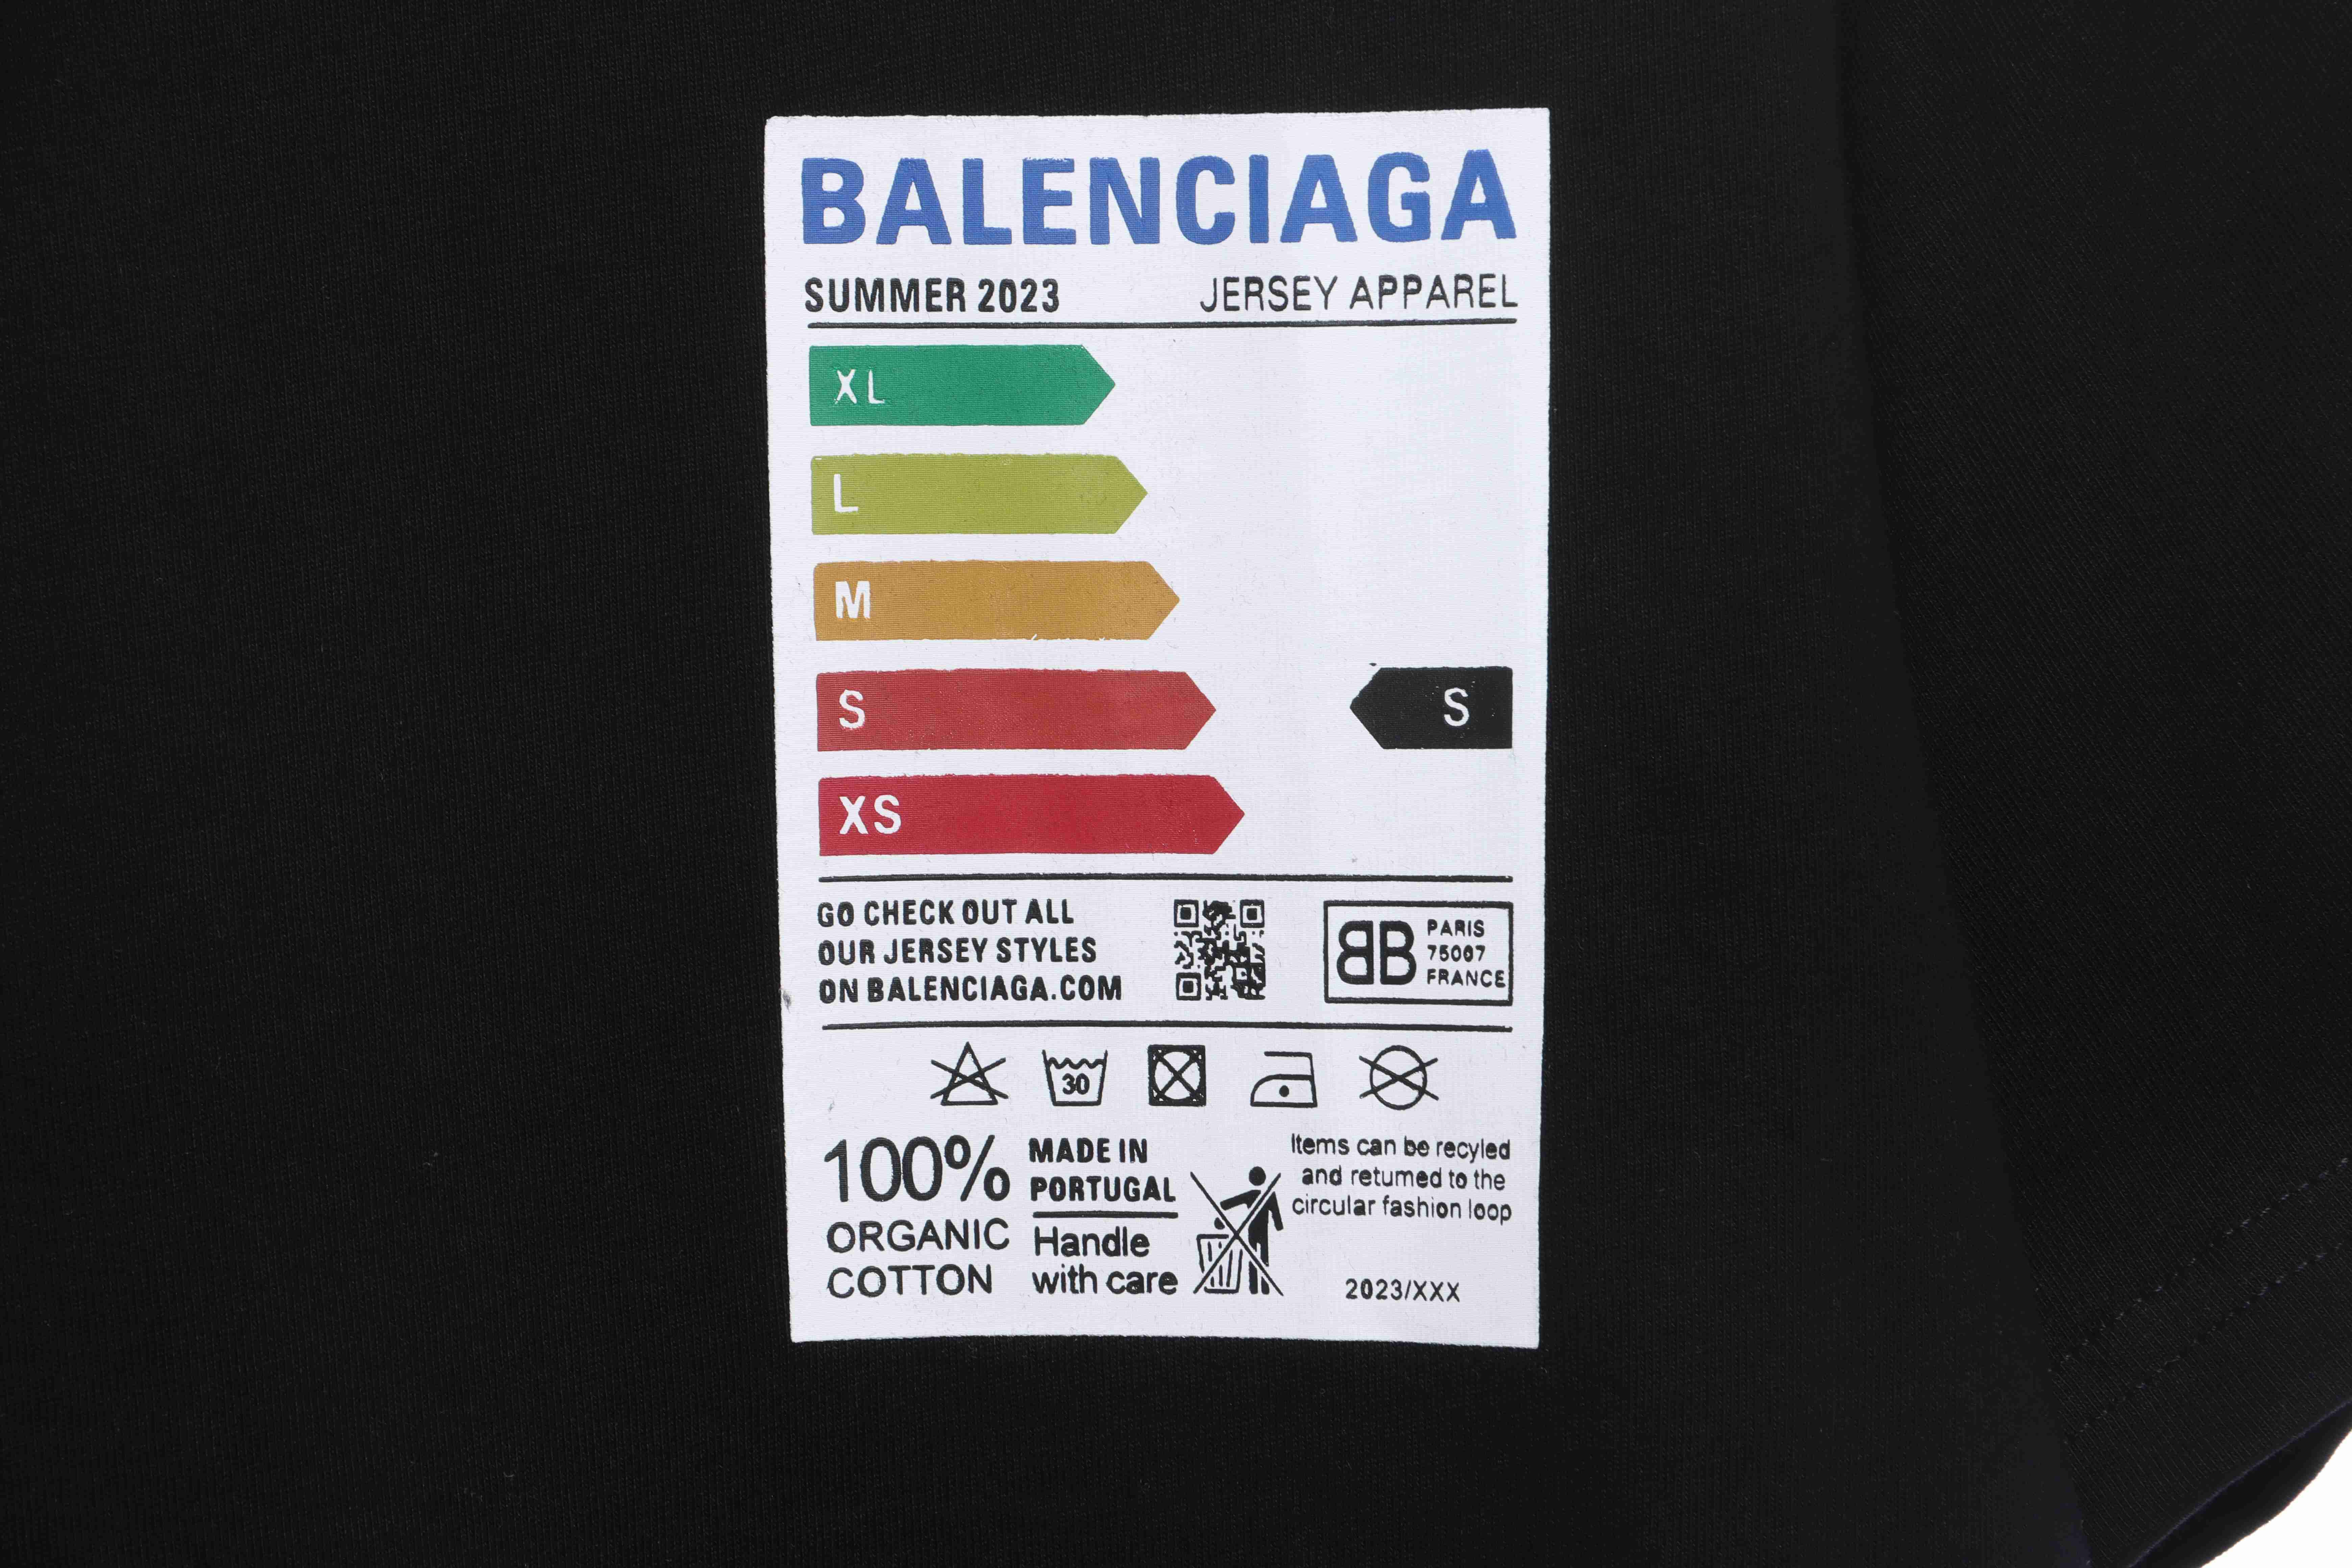 BALENCIAGA
SUMMER 2023 JERSEY APPAREL
XL
L
M
S S
XS
GO CHECK OUT ALL
OUR JERSEY STYLES
ON BALENCIAGA.COM
BB PARIS
75007
FRANCE
30
100%
ORGANIC
COTTON
MADE IN
PORTUGAL
Handle
with care
Items can be recyled
and returned to the
circular fashion loop
2023/XXX